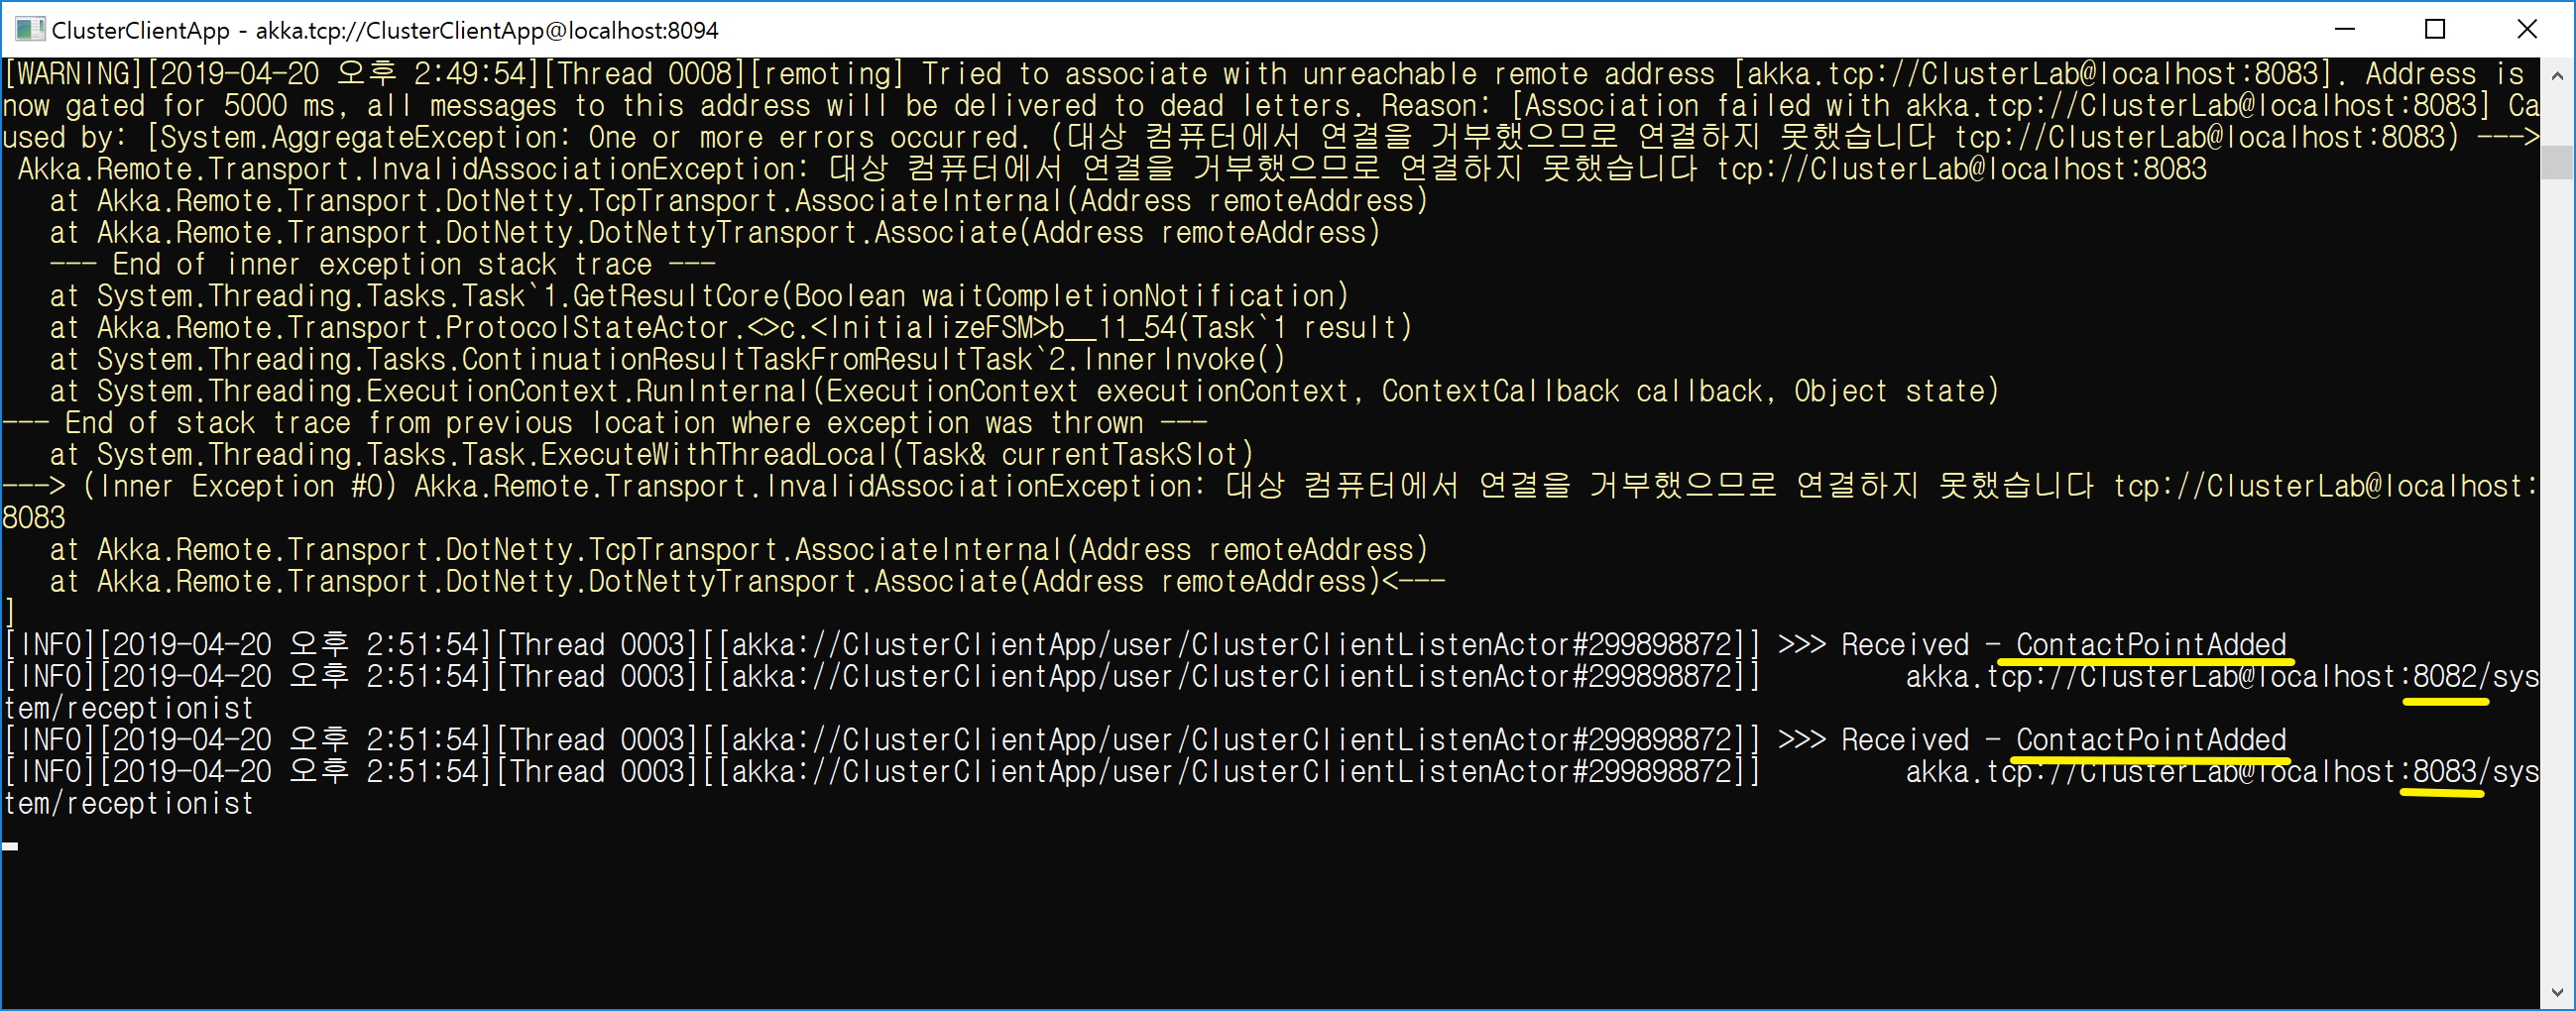 ClusterClientApp - akka.tcp://ClusterClientApp@localhost:8094
[WARNING][2019-04-20 오후 2:49:54][Thread 0008][remoting] Tried to associate with unreachable remote address [akka.tcp://ClusterLab@localhost:8083]. Address is
now gated for 5000 ms, all messages to this address will be delivered to dead letters. Reason: [Association failed with akka.tcp://ClusterLab@localhost:8083] Ca
used by: [System.AggregateException: One or more errors occurred. (대상 컴퓨터에서 연결을 거부했으므로 연결하지 못했습니다 tcp://ClusterLab@localhost:8083) --->
Akka.Remote.Transport.InvalidAssociationException: 대상 컴퓨터에서 연결을 거부했으므로 연결하지 못했습니다 tcp://ClusterLab@localhost:8083
at Akka.Remote.Transport.DotNetty.TcpTransport.AssociateInternal(Address remoteAddress)
at Akka.Remote.Transport.DotNetty.DotNettyTransport.Associate(Address remoteAddress)
--- End of inner exception stack trace ---
at System.Threading.Tasks.Task`1.GetResultCore(Boolean waitCompletionNotification)
at Akka.Remote.Transport.ProtocolStateActor.<>c.<InitializeFSM>b__11_54(Task`1 result)
at System.Threading.Tasks.ContinuationResultTaskFromResultTask`2.InnerInvoke()
at System.Threading.ExecutionContext.RunInternal(ExecutionContext executionContext, ContextCallback callback, Object state)
--- End of stack trace from previous location where exception was thrown ---
at System.Threading.Tasks.Task.ExecuteWithThreadLocal(Task& currentTaskSlot)
---> (Inner Exception #0) Akka.Remote.Transport.InvalidAssociationException: 대상 컴퓨터에서 연결을 거부했으므로 연결하지 못했습니다 tcp://ClusterLab@localhost:
8083
at Akka.Remote.Transport.DotNetty.TcpTransport.AssociateInternal(Address remoteAddress)
at Akka.Remote.Transport.DotNetty.DotNettyTransport.Associate(Address remoteAddress)<---
]
[INFO][2019-04-20 오후 2:51:54][Thread 0003][[akka://ClusterClientApp/user/ClusterClientListenActor#299898872]] >>> Received - ContactPointAdded
[INFO][2019-04-20 오후 2:51:54][Thread 0003][[akka://ClusterClientApp/user/ClusterClientListenActor#299898872]] akka.tcp://ClusterLab@localhost:8082/sys
tem/receptionist
[INFO][2019-04-20 오후 2:51:54][Thread 0003][[akka://ClusterClientApp/user/ClusterClientListenActor#299898872]] >>> Received - ContactPointAdded
[INFO][2019-04-20 오후 2:51:54][Thread 0003][[akka://ClusterClientApp/user/ClusterClientListenActor#299898872]] akka.tcp://ClusterLab@localhost:8083/sys
tem/receptionist